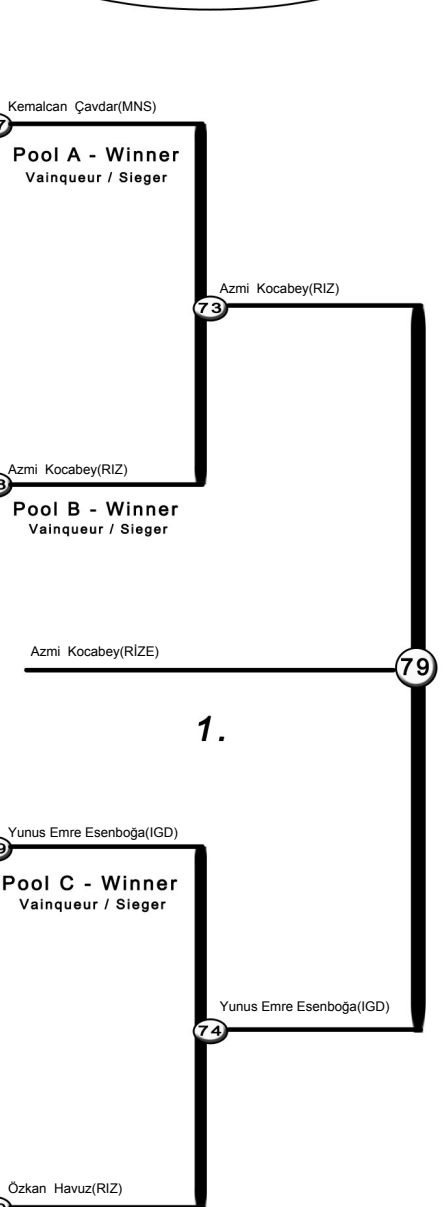 Kemalcan Çavdar(MNS)
Pool A - Winner
Vainqueur / Sieger
Azmi Kocabey(RIZ)
73
Azmi Kocabey(RIZ)
Pool B - Winner
Vainqueur / Sieger
Azmi Kocabey(RİZE)
79
1.
Yunus Emre Esenboğa(IGD)
Pool C - Winner
Vainqueur / Sieger
Yunus Emre Esenboğa(IGD)
74
Özkan Havuz(RIZ)